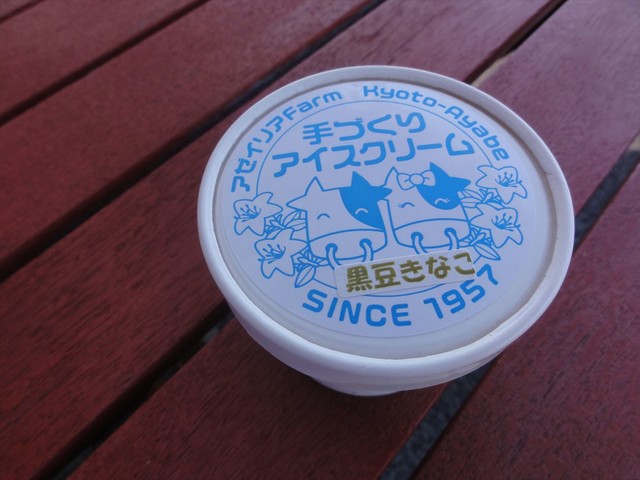 アゼイリアFarm Kyoto-Ayabe
手づくり
アイスクリーム
黒豆きなこ
SINCE 1957